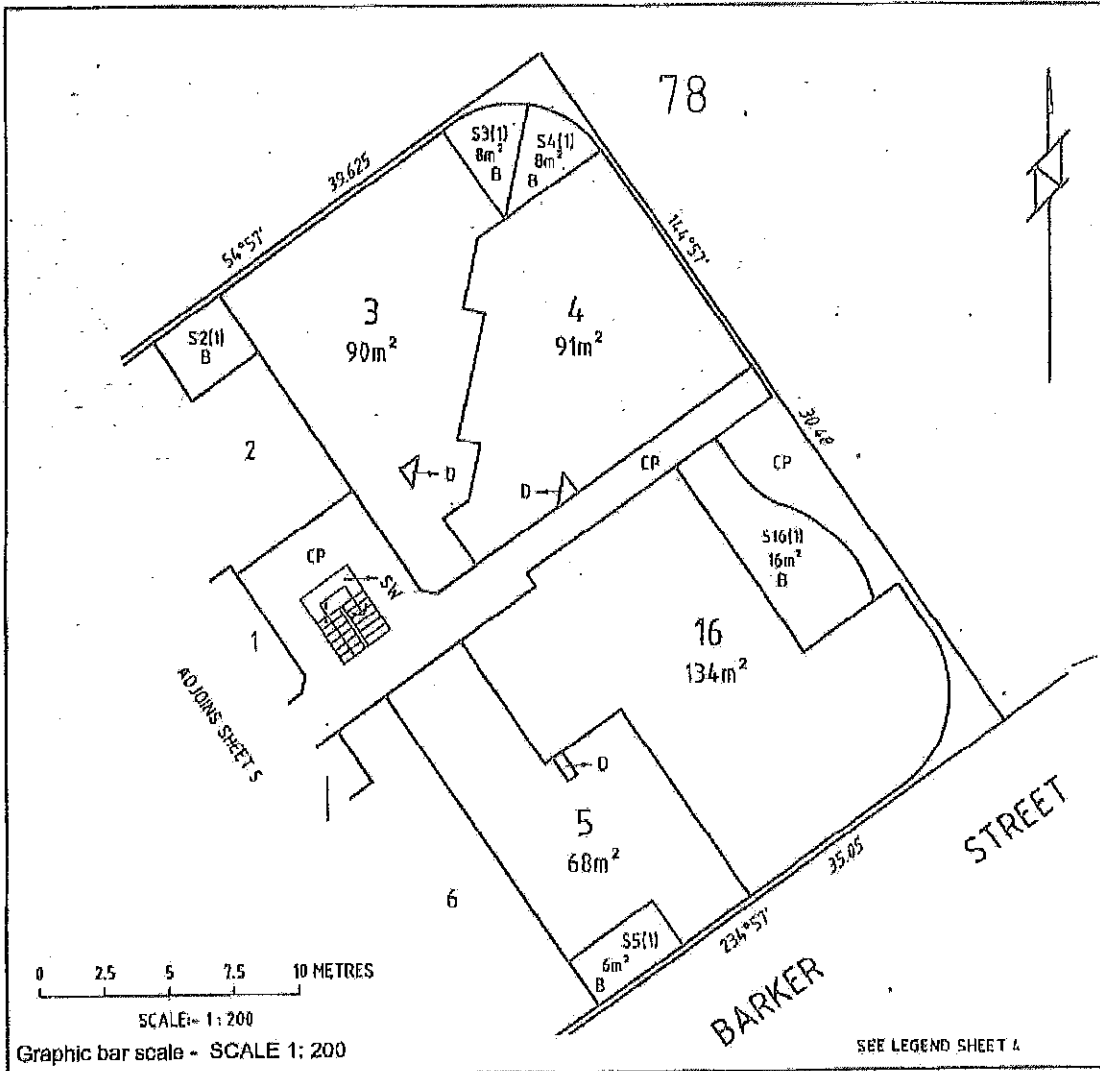 78
S3(1)
8m²
B
S4(1)
8m²
B
39.625
54°57'
144°57'
S2(1)
B
3
90m²
4
91m²
2
D
D
CP
30.48
CP
CP
SW
S16(1)
16m²
B
1
16
134m²
ADJOINS SHEET 5
D
5
68m²
6
S5(1)
6m²
B
35.05
234°57'
STREET
BARKER
0 2.5 5 7.5 10 METRES
SCALE:- 1:200
Graphic bar scale - SCALE 1: 200
SEE LEGEND SHEET 4